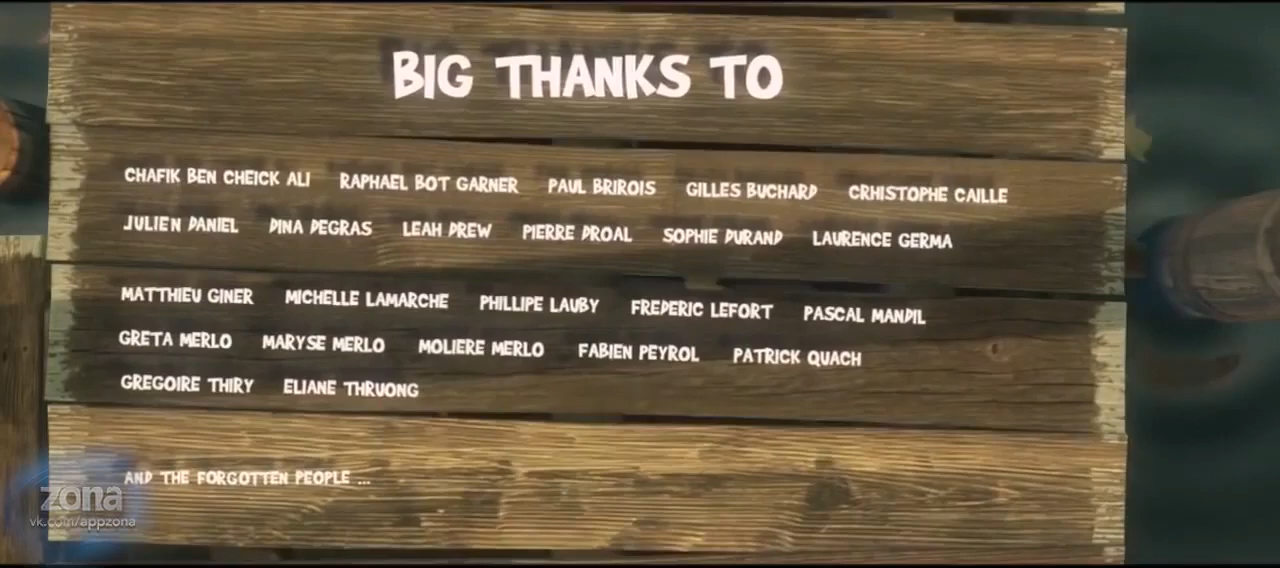 BIG THANKS TO
CHAFIK BEN CHEICK ALI RAPHAEL BOT GARNER PAUL BRIROIS GILLES BUCHARD CRHISTOPHE CAILLE
JULIEN DANIEL DINA DEGRAS LEAH DREW PIERRE DROAL SOPHIE DURAND LAURENCE GERMA
MATTHIEU GINER MICHELLE LAMARCHE PHILLIPE LAUBY FREDERIC LEFORT PASCAL MANDIL
GRETA MERLO MARYSE MERLO MOLIERE MERLO FABIEN PEYROL PATRICK QUACH
GREGOIRE THIRY ELIANE THRUONG
AND THE FORGOTTEN PEOPLE ...
zona
vk.com/appzona